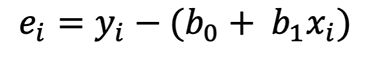 eᵢ = yᵢ − (b₀ + b₁xᵢ)